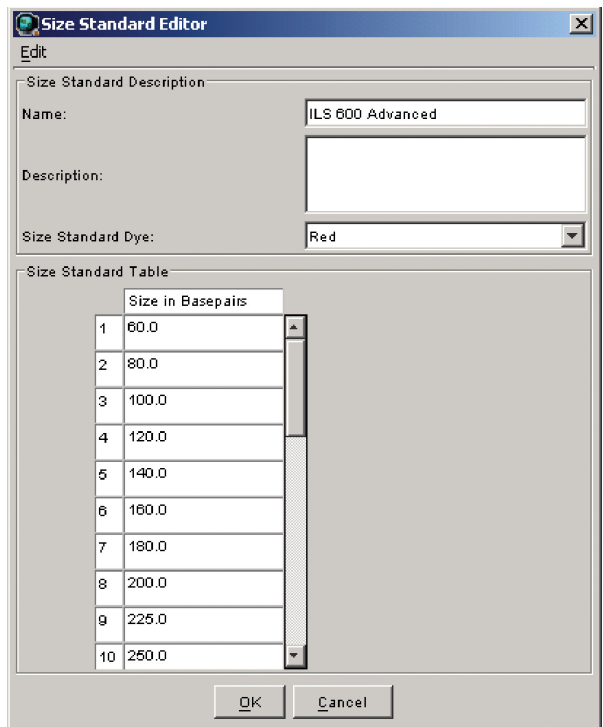 Size Standard Editor
Edit
Size Standard Description
Name: ILS 600 Advanced
Description:
Size Standard Dye: Red
Size Standard Table
Size in Basepairs
1 60.0
2 80.0
3 100.0
4 120.0
5 140.0
6 160.0
7 180.0
8 200.0
9 225.0
10 250.0
OK Cancel